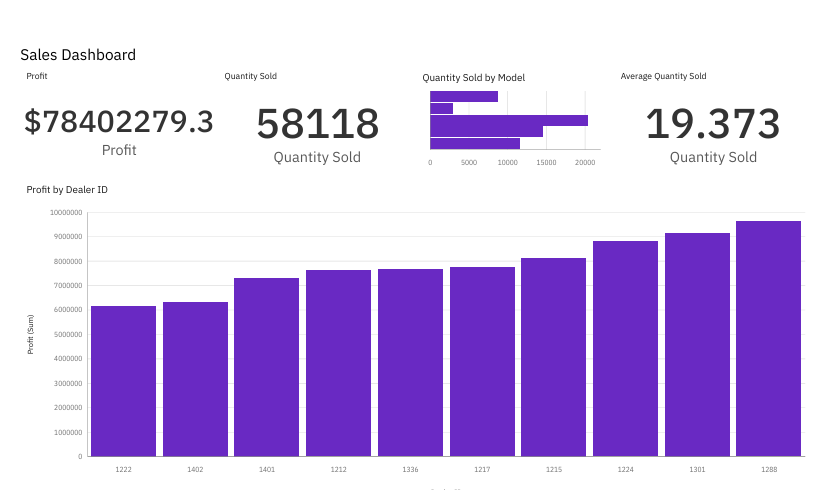 Sales Dashboard
Profit
$78402279.3
Profit
Quantity Sold
58118
Quantity Sold
Quantity Sold by Model
0 5000 10000 15000 20000
Average Quantity Sold
19.373
Quantity Sold
Profit by Dealer ID
Profit (Sum)
10000000
9000000
8000000
7000000
6000000
5000000
4000000
3000000
2000000
1000000
0
1222 1402 1401 1212 1336 1217 1215 1224 1301 1288